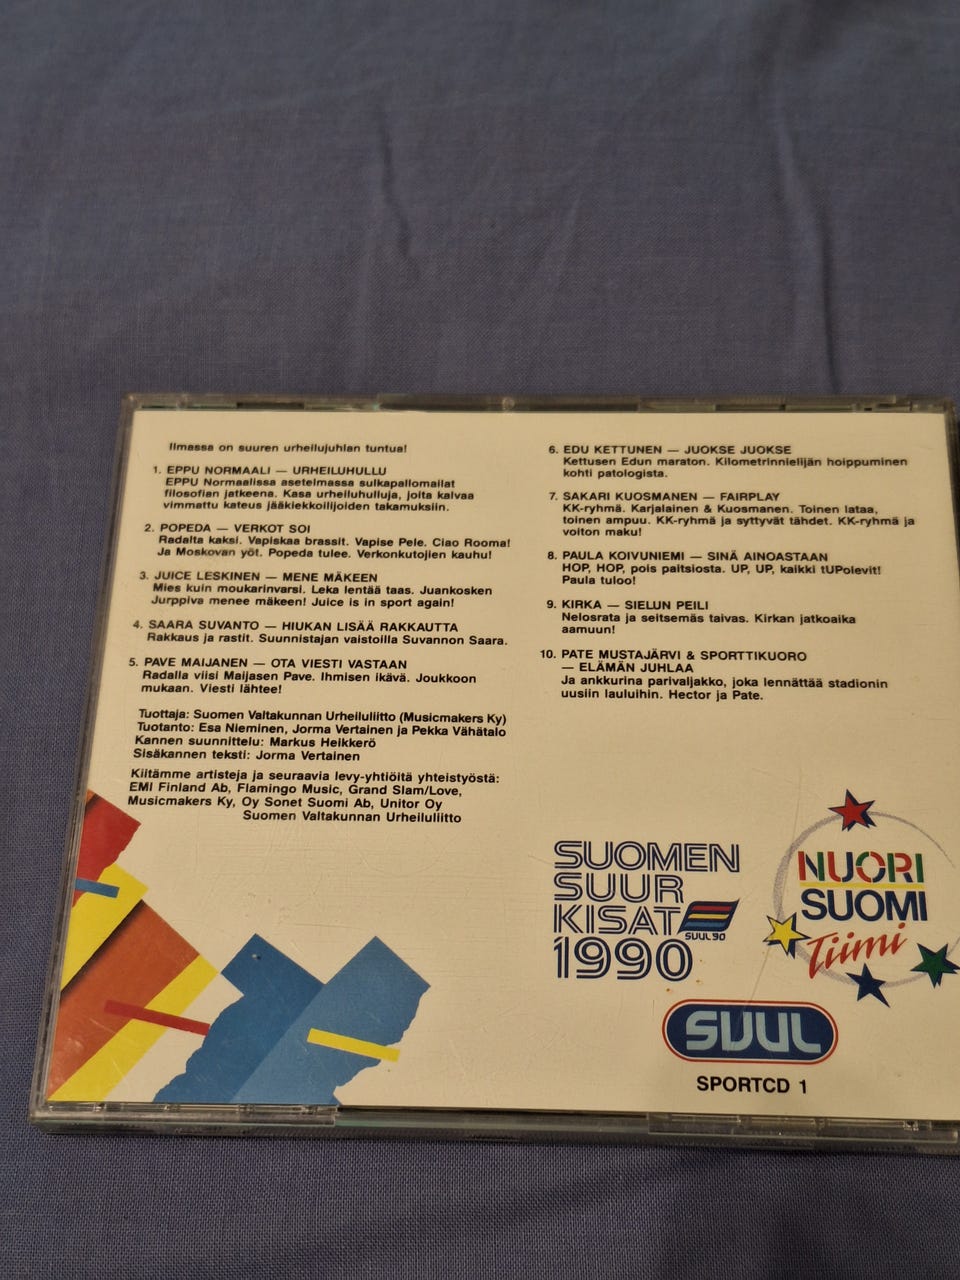 Ilmassa on suuren urheilujuhlan tuntua!
1. EPPU NORMAALI — URHEILUHULLU
EPPU Normaalissa asetelmassa sulkapallomailat
filosofian jatkeena. Kasa urheiluhulluja, joita kalvaa
vimmattu kateus jääkiekkoilijoiden takamuksiin.
2. POPEDA — VERKOT SOI
Radalta kaksi. Vapiskaa brassit. Vapise Pele. Ciao Rooma!
Ja Moskovan yöt. Popeda tulee. Verkonkutojien kauhu!
3. JUICE LESKINEN — MENE MÄKEEN
Mies kuin moukarinvarsi. Leka lentää taas. Juankosken
Jurppiva menee mäkeen! Juice is in sport again!
4. SAARA SUVANTO — HIUKAN LISÄÄ RAKKAUTTA
Rakkaus ja rastit. Suunnistajan vaistoilla Suvannon Saara.
5. PAVE MAIJANEN — OTA VIESTI VASTAAN
Radalla viisi Maijasen Pave. Ihmisen ikävä. Joukkoon
mukaan. Viesti lähtee!
Tuottaja: Suomen Valtakunnan Urheiluliitto (Musicmakers Ky)
Tuotanto: Esa Nieminen, Jorma Vertainen ja Pekka Vähätalo
Kannen suunnittelu: Markus Heikkerö
Sisäkannen teksti: Jorma Vertainen
Kiitämme artisteja ja seuraavia levy-yhtiöitä yhteistyöstä:
EMI Finland Ab, Flamingo Music, Grand Slam/Love,
Musicmakers Ky, Oy Sonet Suomi Ab, Unitor Oy
Suomen Valtakunnan Urheiluliitto
6. EDU KETTUNEN — JUOKSE JUOKSE
Kettusen Edun maraton. Kilometrinnielijän hoippuminen
kohti patologista.
7. SAKARI KUOSMANEN — FAIRPLAY
KK-ryhmä. Karjalainen & Kuosmanen. Toinen lataa,
toinen ampuu. KK-ryhmä ja syttyvät tähdet. KK-ryhmä ja
voiton maku!
8. PAULA KOIVUNIEMI — SINÄ AINOASTAAN
HOP, HOP, pois paitsiosta. UP, UP, kaikki tUPolevit!
Paula tuloo!
9. KIRKA — SIELUN PEILI
Nelosrata ja seitsemäs taivas. Kirkan jatkoaika
aamuun!
10. PATE MUSTAJÄRVI & SPORTTIKUORO
— ELÄMÄN JUHLAA
Ja ankkurina parivaljakko, joka lennättää stadionin
uusiin lauluihin. Hector ja Pate.
SUOMEN
SUUR
KISAT
1990
SUUL 90
NUORI
SUOMI
Tiimi
SVUL
SPORTCD 1